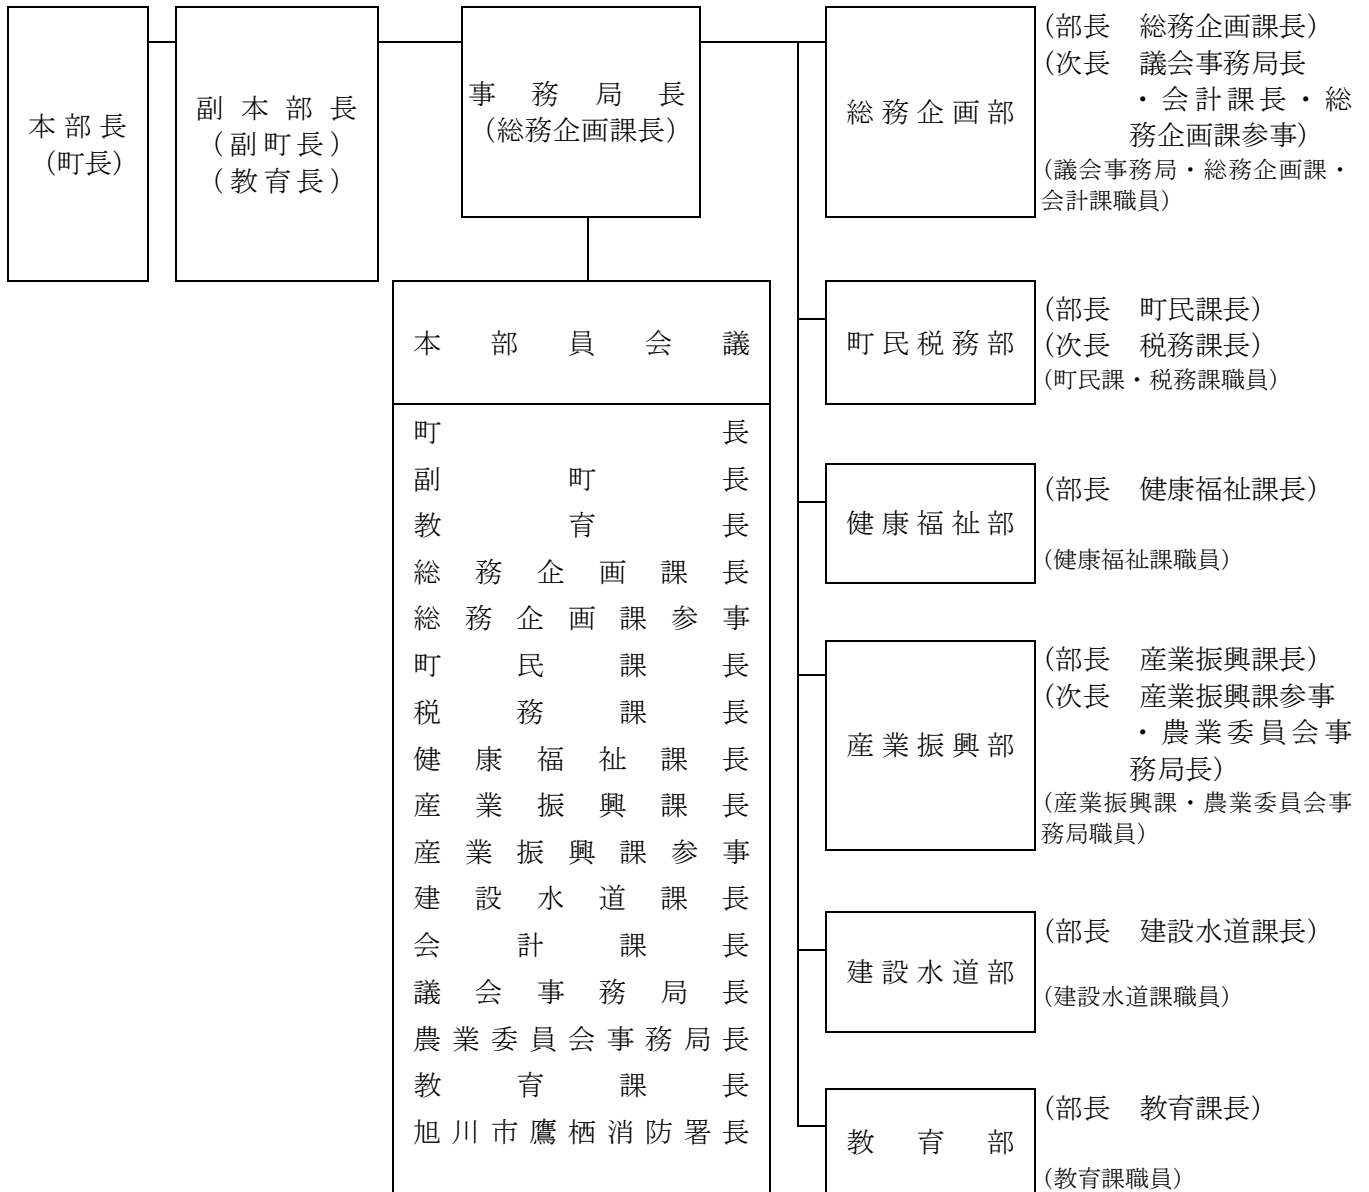 本部長
(町長)
副本部長
(副町長)
(教育長)
事務局長
(総務企画課長)
総務企画部
(部長　総務企画課長)
(次長　議会事務局長
・会計課長・総
務企画課参事)
(議会事務局・総務企画課・
会計課職員)
本部員会議
町長
副町長
教育長
総務企画課長
総務企画課参事
町民課長
税務課長
健康福祉課長
産業振興課長
産業振興課参事
建設水道課長
会計課長
議会事務局長
農業委員会事務局長
教育課長
旭川市鷹栖消防署長
町民税務部
(部長　町民課長)
(次長　税務課長)
(町民課・税務課職員)
健康福祉部
(部長　健康福祉課長)
(健康福祉課職員)
産業振興部
(部長　産業振興課長)
(次長　産業振興課参事
・農業委員会事
務局長)
(産業振興課・農業委員会事
務局職員)
建設水道部
(部長　建設水道課長)
(建設水道課職員)
教育部
(部長　教育課長)
(教育課職員)